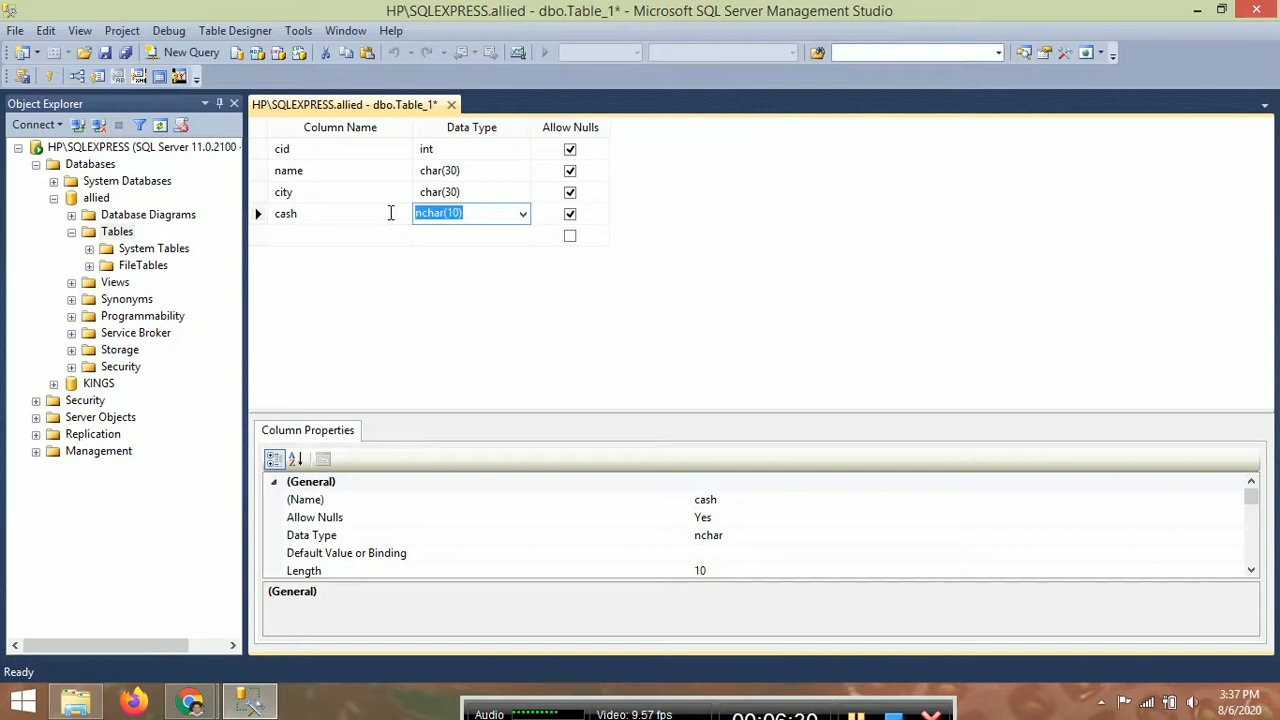 HP\SQLEXPRESS.allied - dbo.Table_1* - Microsoft SQL Server Management Studio
File Edit View Project Debug Table Designer Tools Window Help
New Query
Object Explorer
HP\SQLEXPRESS.allied - dbo.Table_1*
Connect
Column Name Data Type Allow Nulls
HP\SQLEXPRESS (SQL Server 11.0.2100 -
cid int
Databases
name char(30)
System Databases
city char(30)
allied
cash nchar(10)
Database Diagrams
Tables
System Tables
FileTables
Views
Synonyms
Programmability
Service Broker
Storage
Security
KINGS
Security
Server Objects
Replication
Management
Column Properties
(General)
(Name) cash
Allow Nulls Yes
Data Type nchar
Default Value or Binding
Length 10
(General)
Ready
3:37 PM
8/6/2020
Audio Video: 9.57 fps 00:06:30